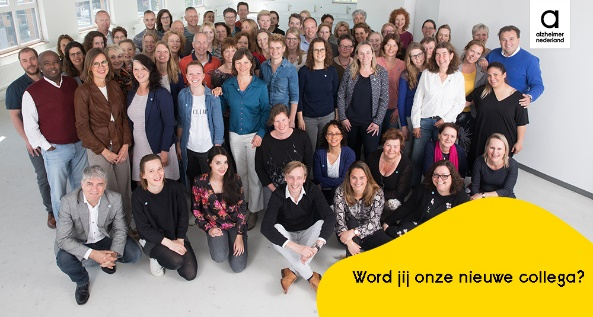 a
alzheimer
nederland
Word jij onze nieuwe collega?